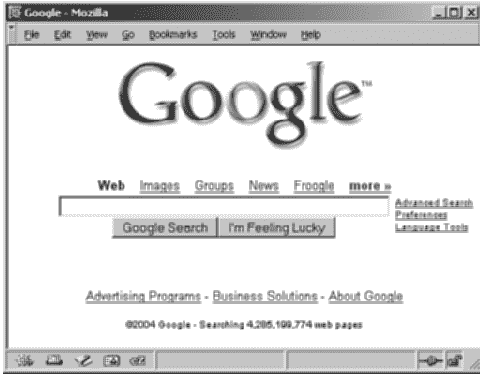 Google - Mozilla
File Edit View Go Bookmarks Tools Window Help
Google™
Web Images Groups News Froogle more »
Advanced Search
Preferences
Language Tools
Google Search I'm Feeling Lucky
Advertising Programs - Business Solutions - About Google
©2004 Google - Searching 4,285,199,774 web pages